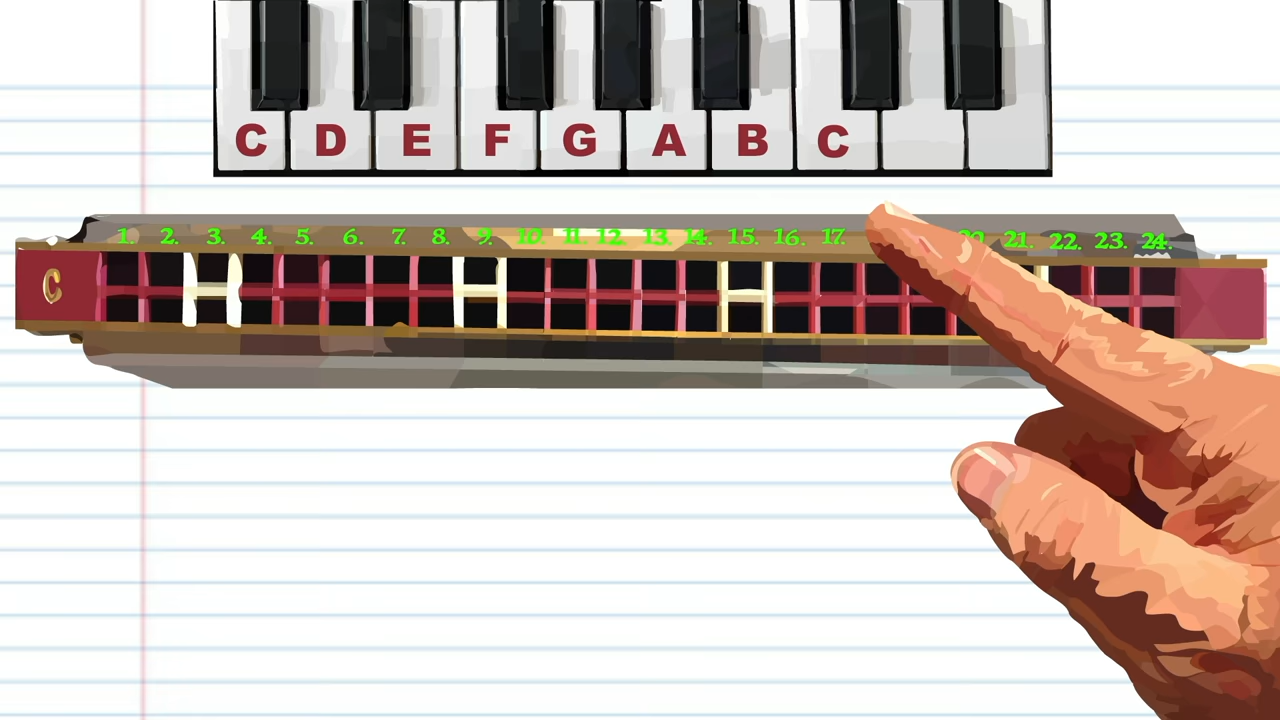 C D E F G A B C
1. 2. 3. 4. 5. 6. 7. 8. 9. 10. 11. 12. 13. 14. 15. 16. 17. 21. 22. 23. 24.
C